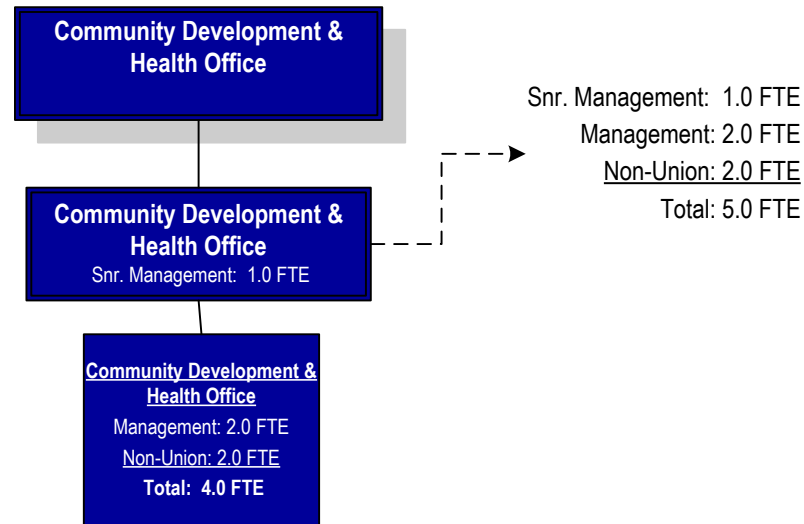 Community Development &
Health Office
Community Development &
Health Office
Snr. Management:  1.0 FTE
Community Development &
Health Office
Management: 2.0 FTE
Non-Union: 2.0 FTE
Total:  4.0 FTE
Snr. Management:  1.0 FTE
Management: 2.0 FTE
Non-Union: 2.0 FTE
Total: 5.0 FTE